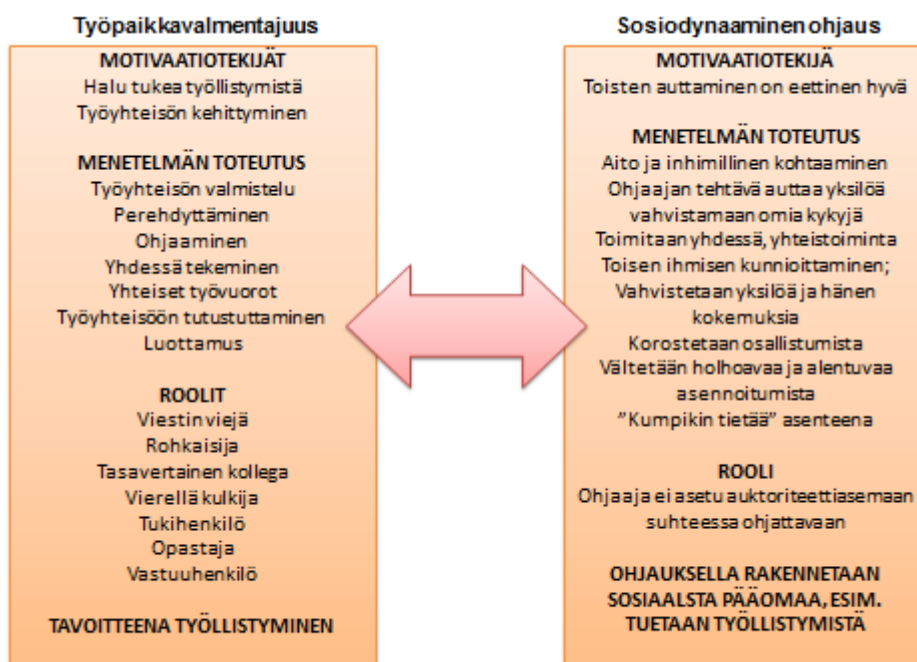 Työpaikkavalmentajuus
MOTIVAATIOTEKIJÄT
Halu tukea työllistymistä
Työyhteisön kehittyminen
MENETELMÄN TOTEUTUS
Työyhteisön valmistelu
Perehdyttäminen
Ohjaaminen
Yhdessä tekeminen
Yhteiset työvuorot
Työyhteisöön tutustuttaminen
Luottamus
ROOLIT
Viestin viejä
Rohkaisija
Tasavertainen kollega
Vierellä kulkija
Tukihenkilö
Opastaja
Vastuuhenkilö
TAVOITTEENA TYÖLLISTYMINEN
Sosiodynaaminen ohjaus
MOTIVAATIOTEKIJÄ
Toisten auttaminen on eettinen hyvä
MENETELMÄN TOTEUTUS
Aito ja inhimillinen kohtaaminen
Ohjaajan tehtävä auttaa yksilöä
vahvistamaan omia kykyjä
Toimitaan yhdessä, yhteistoiminta
Toisen ihmisen kunnioittaminen;
Vahvistetaan yksilöä ja hänen
kokemuksia
Korostetaan osallistumista
Vältetään holhoavaa ja alentuvaa
asennoitumista
”Kumpikin tietää” asenteena
ROOLI
Ohjaaja ei asetu auktoriteettiasemaan
suhteessa ohjattavaan
OHJAUKSELLA RAKENNETAAN
SOSIAALSTA PÄÄOMAA, ESIM.
TUETAAN TYÖLLISTYMISTÄ